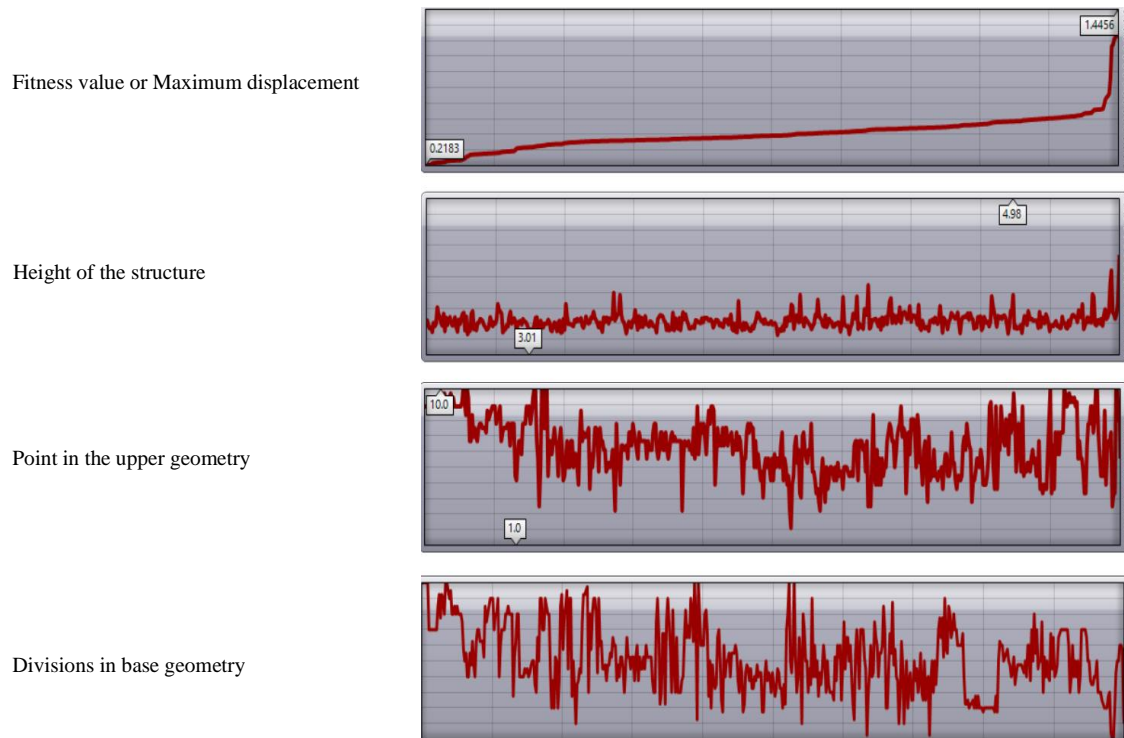 1.4456
Fitness value or Maximum displacement
0.2183
4.98
Height of the structure
3.01
10.0
Point in the upper geometry
1.0
Divisions in base geometry